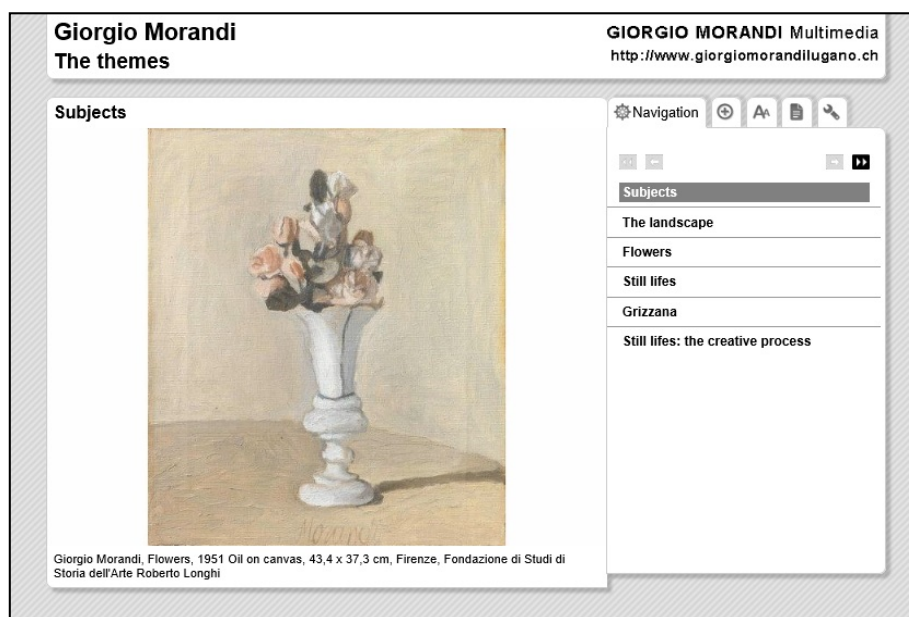 Giorgio Morandi
The themes
GIORGIO MORANDI Multimedia
http://www.giorgiomorandilugano.ch
Subjects
Giorgio Morandi, Flowers, 1951 Oil on canvas, 43,4 x 37,3 cm, Firenze, Fondazione di Studi di
Storia dell'Arte Roberto Longhi
Navigation
AA
Subjects
The landscape
Flowers
Still lifes
Grizzana
Still lifes: the creative process